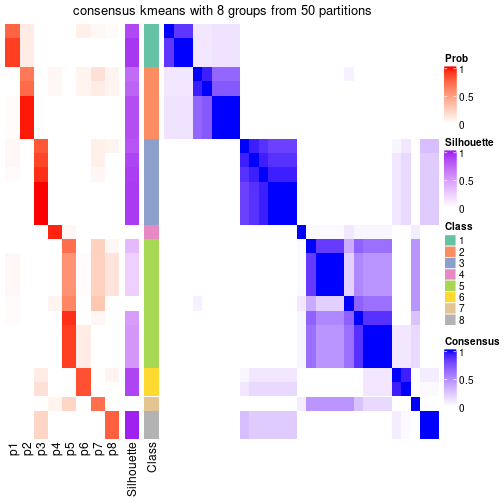 consensus kmeans with 8 groups from 50 partitions
Prob
1
0.5
0
Silhouette
1
0.5
0
Class
1
2
3
4
5
6
7
8
Consensus
1
0.5
0
p1
p2
p3
p4
p5
p6
p7
p8
Silhouette
Class